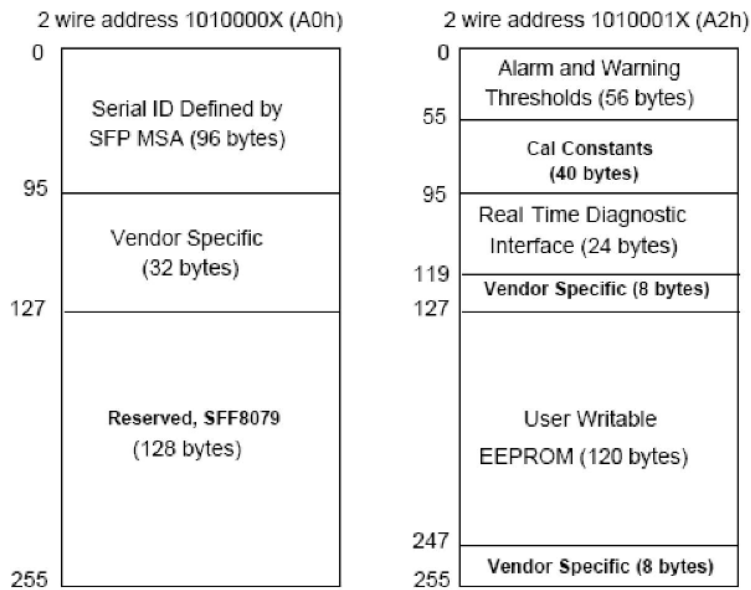 2 wire address 1010000X (A0h)
0
Serial ID Defined by
SFP MSA (96 bytes)
95
Vendor Specific
(32 bytes)
127
Reserved, SFF8079
(128 bytes)
255
2 wire address 1010001X (A2h)
0
Alarm and Warning
Thresholds (56 bytes)
55
Cal Constants
(40 bytes)
95
Real Time Diagnostic
Interface (24 bytes)
119
Vendor Specific (8 bytes)
127
User Writable
EEPROM (120 bytes)
247
Vendor Specific (8 bytes)
255